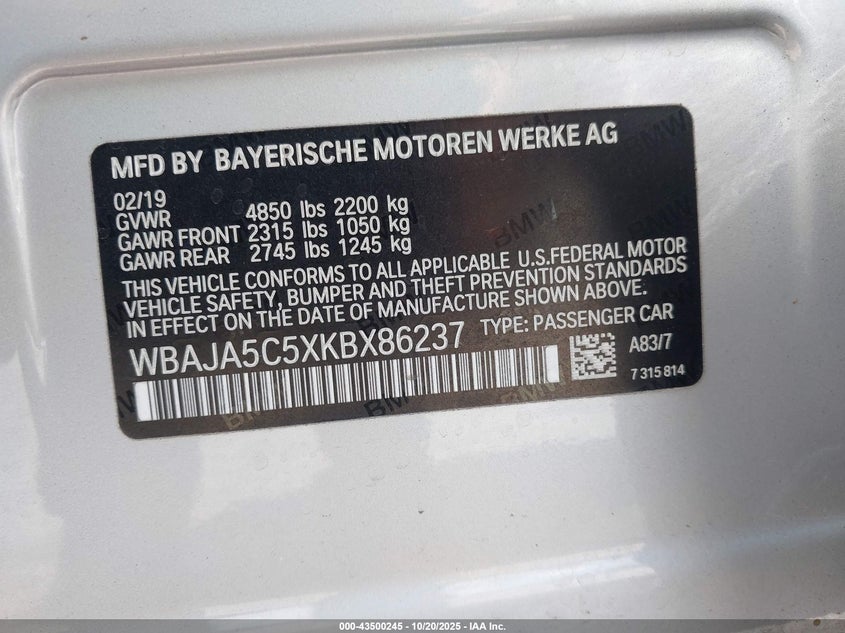 MFD BY BAYERISCHE MOTOREN WERKE AG
02/19
GVWR 4850 lbs 2200 kg
GAWR FRONT 2315 lbs 1050 kg
GAWR REAR 2745 lbs 1245 kg
THIS VEHICLE CONFORMS TO ALL APPLICABLE U.S.FEDERAL MOTOR
VEHICLE SAFETY, BUMPER AND THEFT PREVENTION STANDARDS
IN EFFECT ON THE DATE OF MANUFACTURE SHOWN ABOVE.
WBAJA5C5XKBX86237 TYPE: PASSENGER CAR
A83/7
7 315 814
000-43500245 - 10/20/2025 - IAA Inc.